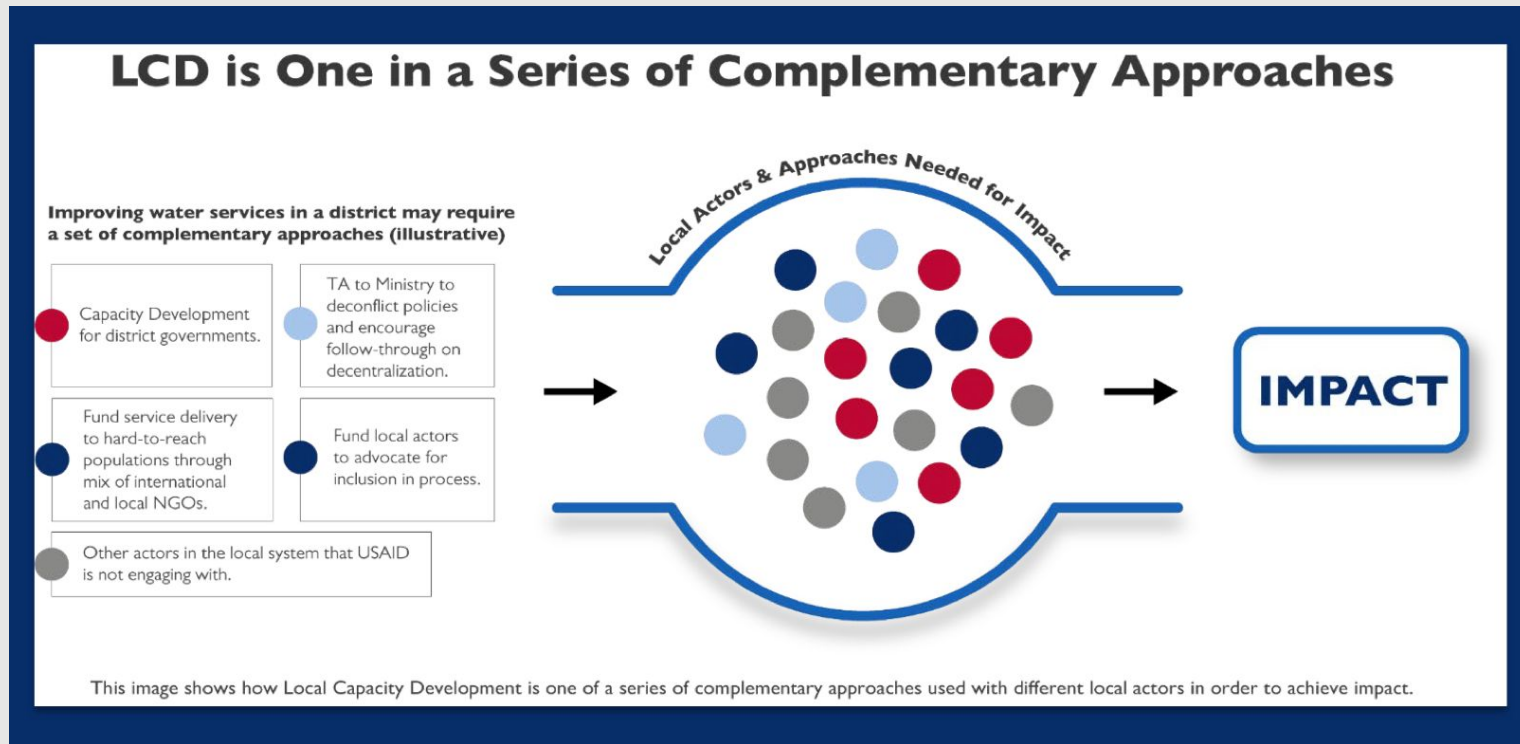 LCD is One in a Series of Complementary Approaches
Improving water services in a district may require
a set of complementary approaches (illustrative)
Capacity Development
for district governments.
TA to Ministry to
deconflict policies
and encourage
follow-through on
decentralization.
Fund service delivery
to hard-to-reach
populations through
mix of international
and local NGOs.
Fund local actors
to advocate for
inclusion in process.
Other actors in the local system that USAID
is not engaging with.
Local Actors & Approaches Needed for Impact
IMPACT
This image shows how Local Capacity Development is one of a series of complementary approaches used with different local actors in order to achieve impact.